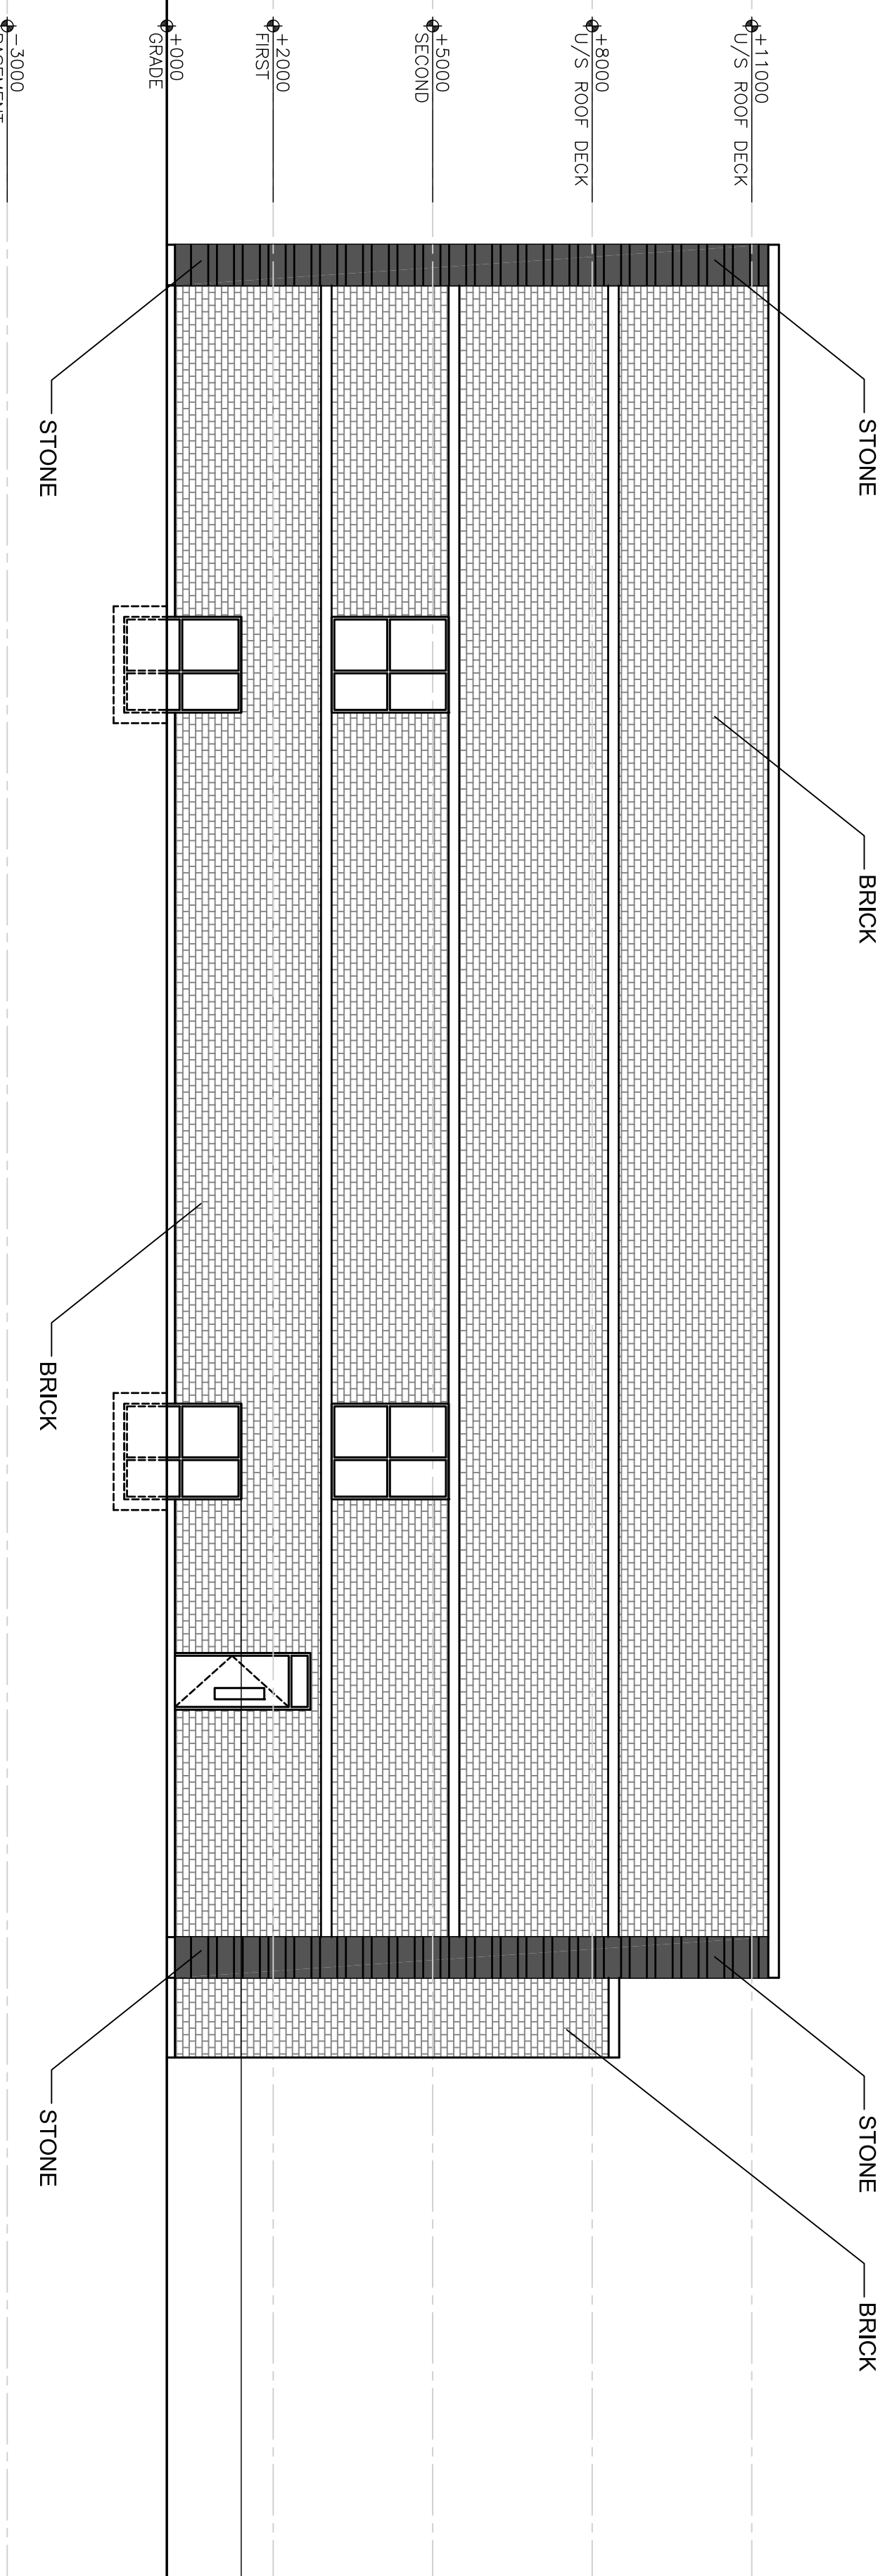 +11000
U/S ROOF DECK
+8000
U/S ROOF DECK
+5000
SECOND
+2000
FIRST
+000
GRADE
-3000
STONE
BRICK
STONE
BRICK
STONE
BRICK
STONE